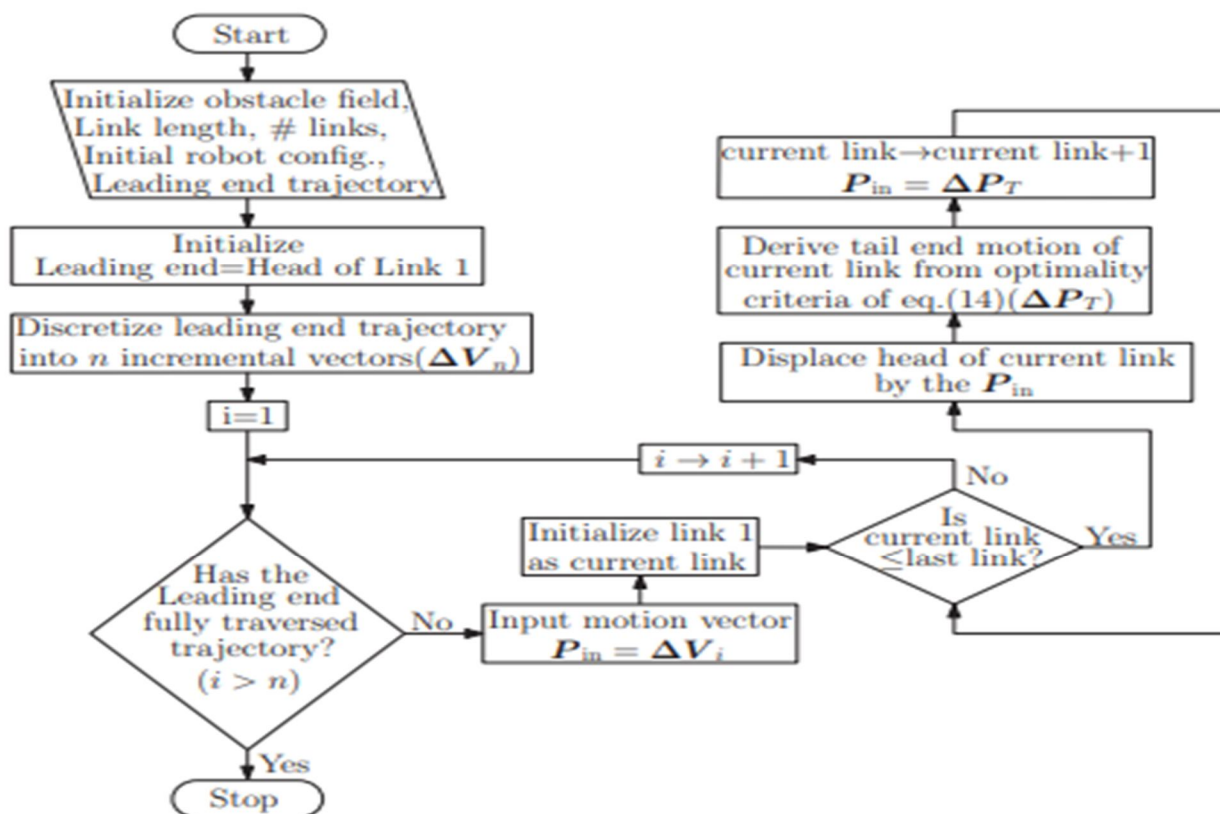 Start
Initialize obstacle field,
Link length, # links,
Initial robot config.,
Leading end trajectory
Initialize
Leading end=Head of Link 1
Discretize leading end trajectory
into n incremental vectors(ΔVₙ)
i=1
Has the
Leading end
fully traversed
trajectory?
(i > n)
Yes
Stop
No
Input motion vector
P_in = ΔV_i
Initialize link 1
as current link
Is
current link
≤last link?
No
i → i + 1
Yes
Displace head of current link
by the P_in
Derive tail end motion of
current link from optimality
criteria of eq.(14)(ΔP_T)
current link→current link+1
P_in = ΔP_T